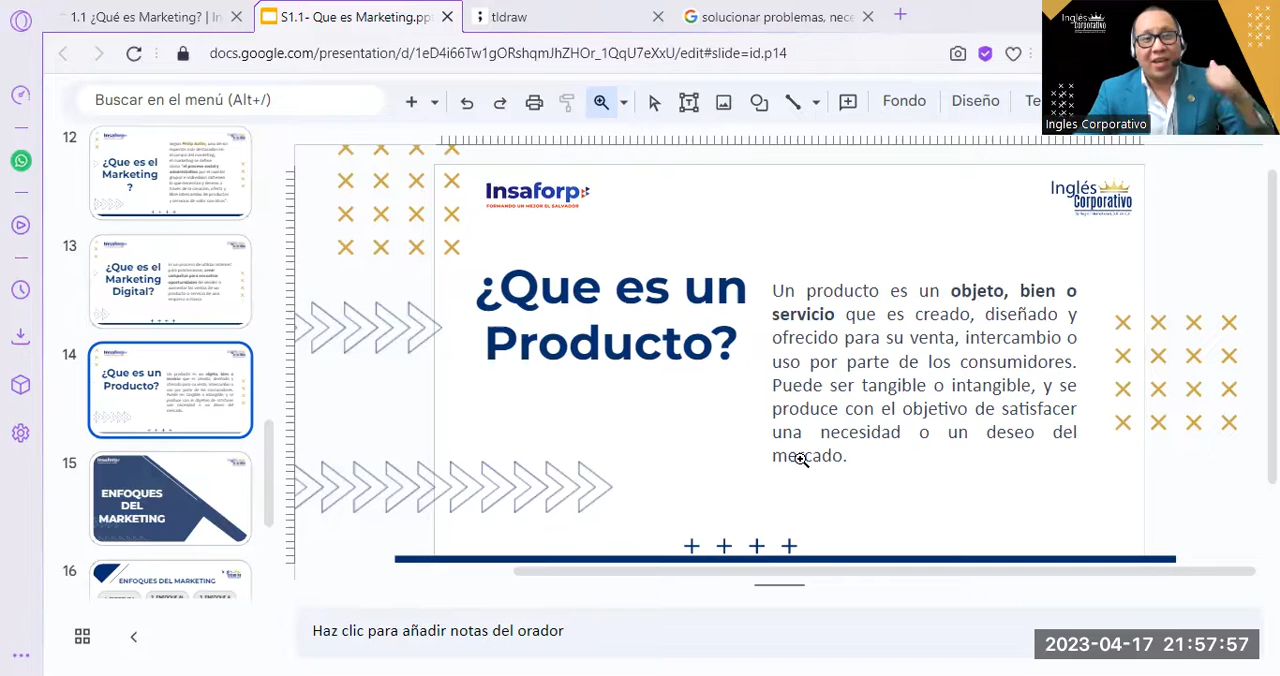 1.1 ¿Qué es Marketing? | In
S1.1- Que es Marketing.pp
tldraw
solucionar problemas, nece
docs.google.com/presentation/d/1eD4i66Tw1gORshqmJhZHOr_1QqU7eXxU/edit#slide=id.p14
Buscar en el menú (Alt+/)
Fondo
Diseño
Te
Inglés
Corporativo
Ingles Corporativo
12
¿Que es el
Marketing
?
13
¿Que es el
Marketing
Digital?
14
¿Que es un
Producto?
15
ENFOQUES
DEL
MARKETING
16
ENFOQUES DEL MARKETING
Insaforp
FORMANDO UN MEJOR EL SALVADOR
Inglés
Corporativo
¿Que es un
Producto?
Un producto es un objeto, bien o
servicio que es creado, diseñado y
ofrecido para su venta, intercambio o
uso por parte de los consumidores.
Puede ser tangible o intangible, y se
produce con el objetivo de satisfacer
una necesidad o un deseo del
mercado.
Haz clic para añadir notas del orador
2023-04-17 21:57:57